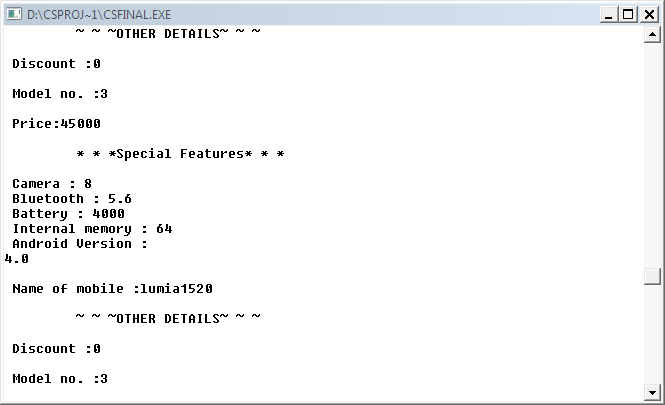 D:\CSPROJ~1\CSFINAL.EXE
~ ~ ~OTHER DETAILS~ ~ ~
Discount :0
Model no. :3
Price:45000
* * *Special Features* * *
Camera : 8
Bluetooth : 5.6
Battery : 4000
Internal memory : 64
Android Version :
4.0
Name of mobile :lumia1520
~ ~ ~OTHER DETAILS~ ~ ~
Discount :0
Model no. :3